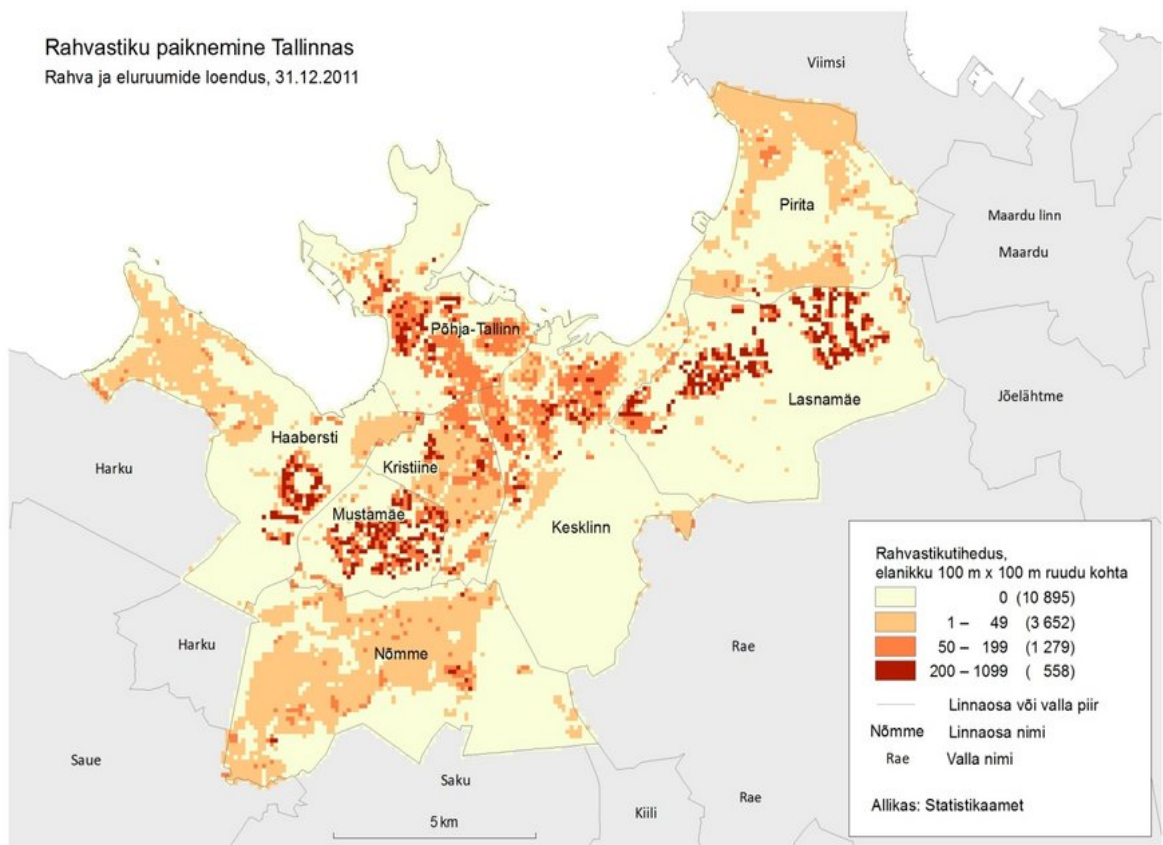 Rahvastiku paiknemine Tallinnas
Rahva ja eluruumide loendus, 31.12.2011
Viimsi
Pirita
Maardu linn
Maardu
Põhja-Tallinn
Lasnamäe
Jõelähtme
Haabersti
Harku
Kristiine
Mustamäe
Kesklinn
Harku
Nõmme
Rae
Saue
Saku
Kiili
Rae
5 km
Rahvastikutihedus,
elanikku 100 m x 100 m ruudu kohta
0 (10 895)
1 – 49 (3 652)
50 – 199 (1 279)
200 – 1099 ( 558)
Linnaosa või valla piir
Nõmme Linnaosa nimi
Rae Valla nimi
Allikas: Statistikaamet